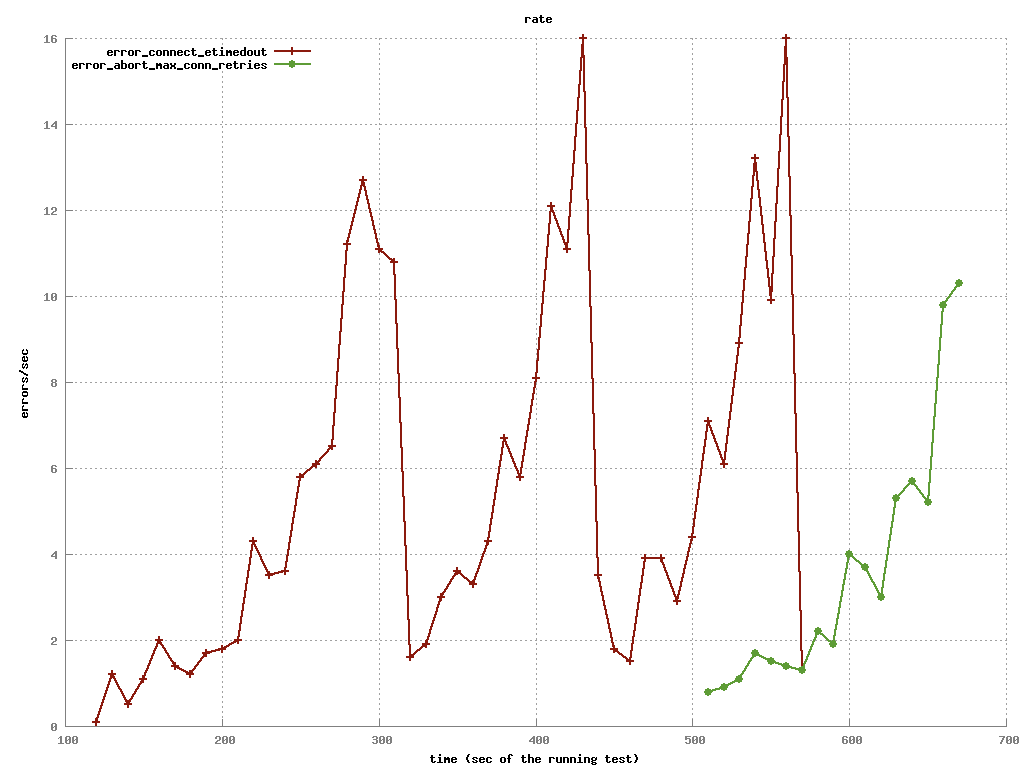 rate
error_connect_etimedout
error_abort_max_conn_retries
16
14
12
10
8
6
4
2
0
errors/sec
100 200 300 400 500 600 700
time (sec of the running test)